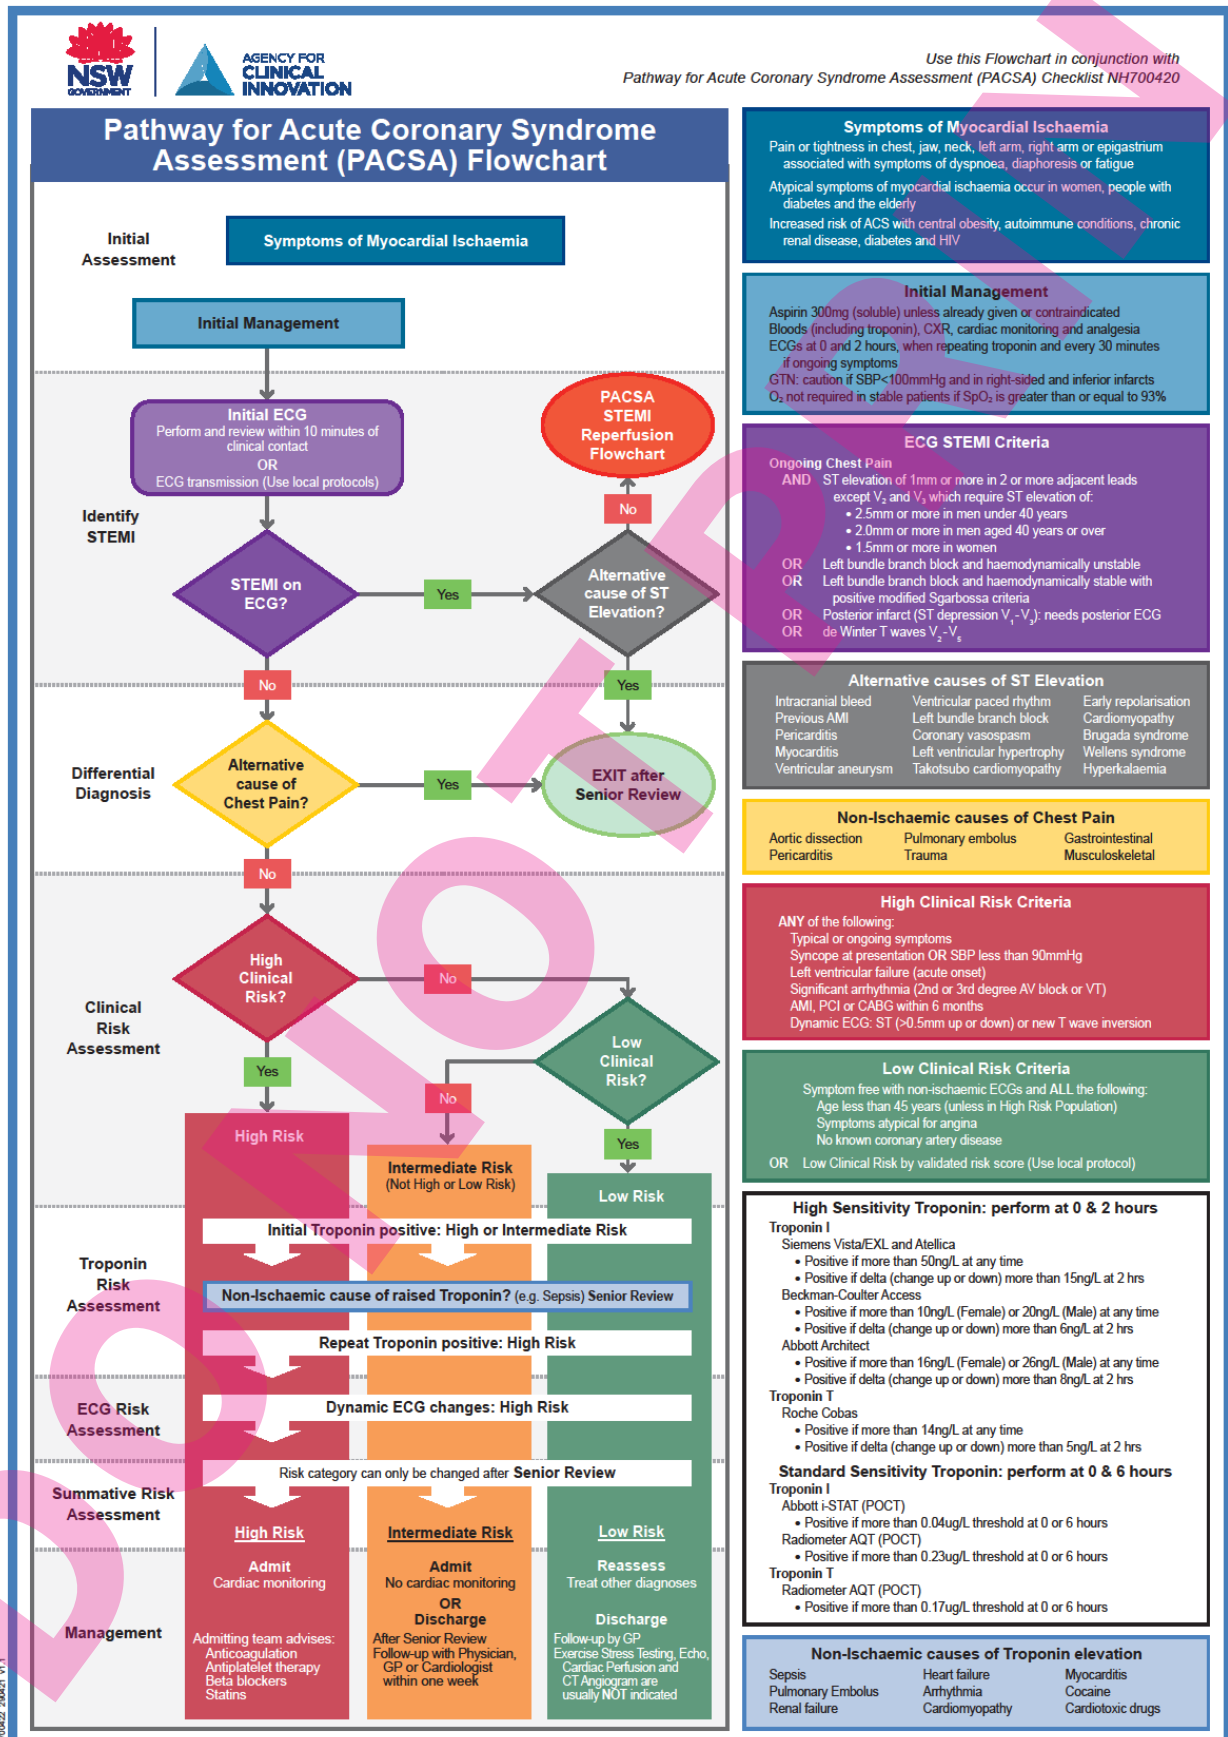 NSW
GOVERNMENT
AGENCY FOR
CLINICAL
INNOVATION
Use this Flowchart in conjunction with
Pathway for Acute Coronary Syndrome Assessment (PACSA) Checklist NH700420
Pathway for Acute Coronary Syndrome
Assessment (PACSA) Flowchart
Initial
Assessment
Symptoms of Myocardial Ischaemia
Initial Management
Initial ECG
Perform and review within 10 minutes of
clinical contact
OR
ECG transmission (Use local protocols)
PACSA
STEMI
Reperfusion
Flowchart
No
Identify
STEMI
STEMI on
ECG?
Yes
Alternative
cause of ST
Elevation?
No
Yes
Differential
Diagnosis
Alternative
cause of
Chest Pain?
Yes
EXIT after
Senior Review
No
Clinical
Risk
Assessment
High
Clinical
Risk?
No
Low
Clinical
Risk?
Yes
No
Yes
High Risk
Intermediate Risk
(Not High or Low Risk)
Low Risk
Troponin
Risk
Assessment
Initial Troponin positive: High or Intermediate Risk
Non-Ischaemic cause of raised Troponin? (e.g. Sepsis) Senior Review
Repeat Troponin positive: High Risk
ECG Risk
Assessment
Dynamic ECG changes: High Risk
Summative Risk
Assessment
Risk category can only be changed after Senior Review
High Risk
Intermediate Risk
Low Risk
Management
Admit
Cardiac monitoring
Admitting team advises:
Anticoagulation
Antiplatelet therapy
Beta blockers
Statins
Admit
No cardiac monitoring
OR
Discharge
After Senior Review
Follow-up with Physician,
GP or Cardiologist
within one week
Reassess
Treat other diagnoses
Discharge
Follow-up by GP
Exercise Stress Testing, Echo,
Cardiac Perfusion and
CT Angiogram are
usually NOT indicated
Symptoms of Myocardial Ischaemia
Pain or tightness in chest, jaw, neck, left arm, right arm or epigastrium
associated with symptoms of dyspnoea, diaphoresis or fatigue
Atypical symptoms of myocardial ischaemia occur in women, people with
diabetes and the elderly
Increased risk of ACS with central obesity, autoimmune conditions, chronic
renal disease, diabetes and HIV
Initial Management
Aspirin 300mg (soluble) unless already given or contraindicated
Bloods (including troponin), CXR, cardiac monitoring and analgesia
ECGs at 0 and 2 hours, when repeating troponin and every 30 minutes
if ongoing symptoms
GTN: caution if SBP<100mmHg and in right-sided and inferior infarcts
O₂ not required in stable patients if SpO₂ is greater than or equal to 93%
ECG STEMI Criteria
Ongoing Chest Pain
AND ST elevation of 1mm or more in 2 or more adjacent leads
except V₂ and V₃ which require ST elevation of:
• 2.5mm or more in men under 40 years
• 2.0mm or more in men aged 40 years or over
• 1.5mm or more in women
OR Left bundle branch block and haemodynamically unstable
OR Left bundle branch block and haemodynamically stable with
positive modified Sgarbossa criteria
OR Posterior infarct (ST depression V₁-V₃): needs posterior ECG
OR de Winter T waves V₂-V₅
Alternative causes of ST Elevation
Intracranial bleed Ventricular paced rhythm Early repolarisation
Previous AMI Left bundle branch block Cardiomyopathy
Pericarditis Coronary vasospasm Brugada syndrome
Myocarditis Left ventricular hypertrophy Wellens syndrome
Ventricular aneurysm Takotsubo cardiomyopathy Hyperkalaemia
Non-Ischaemic causes of Chest Pain
Aortic dissection Pulmonary embolus Gastrointestinal
Pericarditis Trauma Musculoskeletal
High Clinical Risk Criteria
ANY of the following:
Typical or ongoing symptoms
Syncope at presentation OR SBP less than 90mmHg
Left ventricular failure (acute onset)
Significant arrhythmia (2nd or 3rd degree AV block or VT)
AMI, PCI or CABG within 6 months
Dynamic ECG: ST (>0.5mm up or down) or new T wave inversion
Low Clinical Risk Criteria
Symptom free with non-ischaemic ECGs and ALL the following:
Age less than 45 years (unless in High Risk Population)
Symptoms atypical for angina
No known coronary artery disease
OR Low Clinical Risk by validated risk score (Use local protocol)
High Sensitivity Troponin: perform at 0 & 2 hours
Troponin I
Siemens Vista/EXL and Atellica
• Positive if more than 50ng/L at any time
• Positive if delta (change up or down) more than 15ng/L at 2 hrs
Beckman-Coulter Access
• Positive if more than 10ng/L (Female) or 20ng/L (Male) at any time
• Positive if delta (change up or down) more than 6ng/L at 2 hrs
Abbott Architect
• Positive if more than 16ng/L (Female) or 26ng/L (Male) at any time
• Positive if delta (change up or down) more than 8ng/L at 2 hrs
Troponin T
Roche Cobas
• Positive if more than 14ng/L at any time
• Positive if delta (change up or down) more than 5ng/L at 2 hrs
Standard Sensitivity Troponin: perform at 0 & 6 hours
Troponin I
Abbott i-STAT (POCT)
• Positive if more than 0.04ug/L threshold at 0 or 6 hours
Radiometer AQT (POCT)
• Positive if more than 0.23ug/L threshold at 0 or 6 hours
Troponin T
Radiometer AQT (POCT)
• Positive if more than 0.17ug/L threshold at 0 or 6 hours
Non-Ischaemic causes of Troponin elevation
Sepsis Heart failure Myocarditis
Pulmonary Embolus Arrhythmia Cocaine
Renal failure Cardiomyopathy Cardiotoxic drugs
DO NOT PRIN